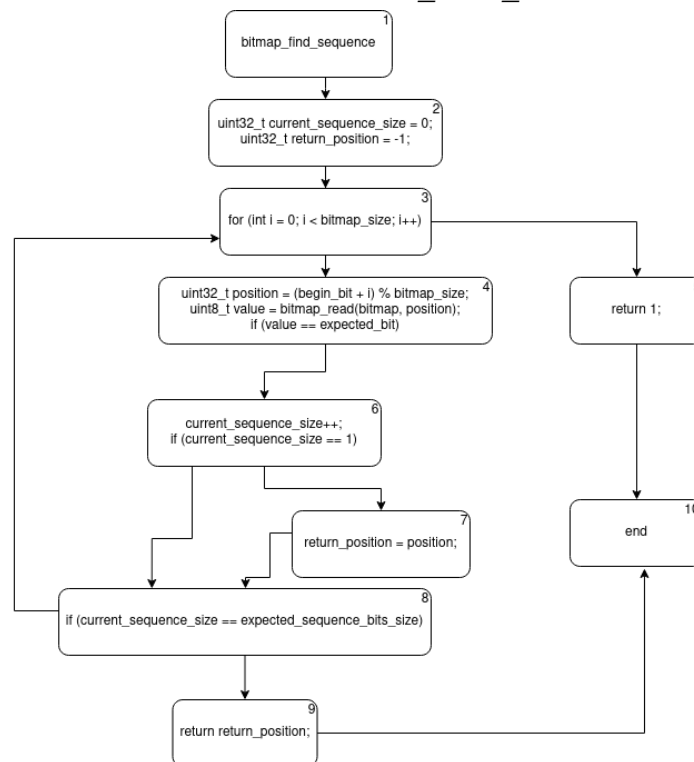 1
bitmap_find_sequence
2
uint32_t current_sequence_size = 0;
uint32_t return_position = -1;
3
for (int i = 0; i < bitmap_size; i++)
4
uint32_t position = (begin_bit + i) % bitmap_size;
uint8_t value = bitmap_read(bitmap, position);
if (value == expected_bit)
return 1;
6
current_sequence_size++;
if (current_sequence_size == 1)
7
return_position = position;
10
end
8
if (current_sequence_size == expected_sequence_bits_size)
9
return return_position;